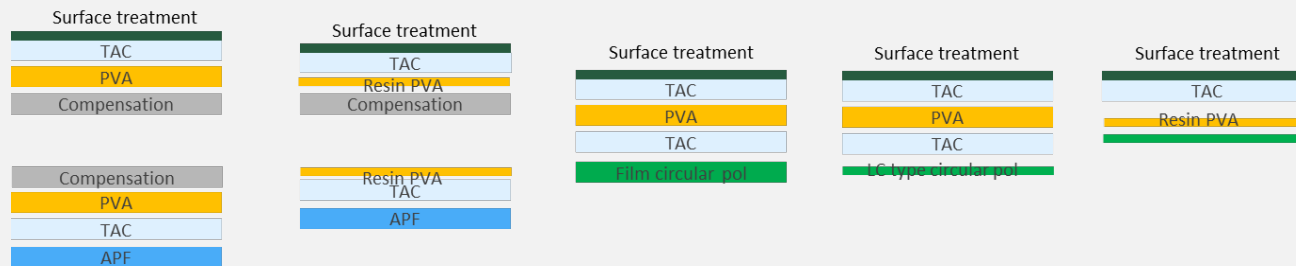 Surface treatment
TAC
PVA
Compensation
Compensation
PVA
TAC
APF
Surface treatment
TAC
Resin PVA
Compensation
Resin PVA
TAC
APF
Surface treatment
TAC
PVA
TAC
Film circular pol
Surface treatment
TAC
PVA
TAC
LC type circular pol
Surface treatment
TAC
Resin PVA